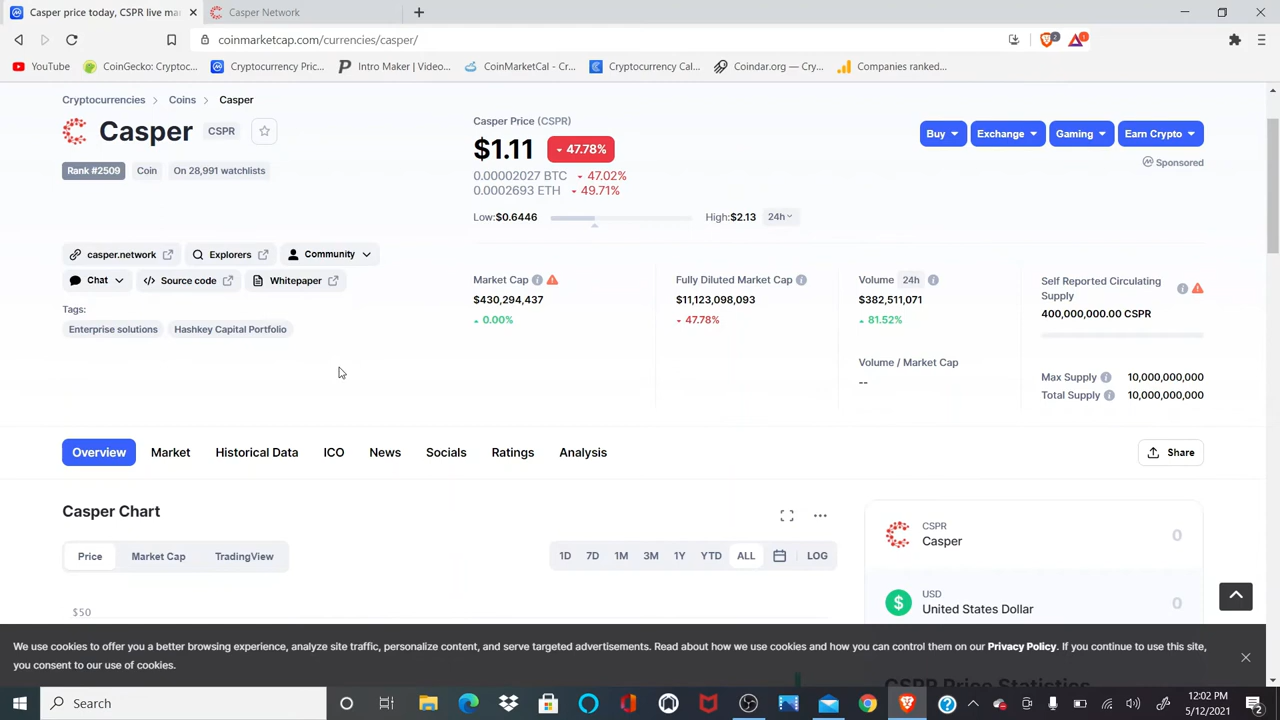 Casper price today, CSPR live mar
Casper Network
coinmarketcap.com/currencies/casper/
2
1
YouTube
CoinGecko: Cryptoc...
Cryptocurrency Pric...
Intro Maker | Video...
CoinMarketCal - Cr...
Cryptocurrency Cal...
Coindar.org — Cry...
Companies ranked...
Cryptocurrencies > Coins > Casper
Casper CSPR
Rank #2509 Coin On 28,991 watchlists
casper.network Explorers Community
Chat Source code Whitepaper
Tags:
Enterprise solutions Hashkey Capital Portfolio
Casper Price (CSPR)
$1.11 47.78%
0.00002027 BTC 47.02%
0.0002693 ETH 49.71%
Low:$0.6446 High:$2.13 24h
Buy Exchange Gaming Earn Crypto
Sponsored
Market Cap
$430,294,437
0.00%
Fully Diluted Market Cap
$11,123,098,093
47.78%
Volume 24h
$382,511,071
81.52%
Volume / Market Cap
--
Self Reported Circulating
Supply
400,000,000.00 CSPR
Max Supply 10,000,000,000
Total Supply 10,000,000,000
Overview Market Historical Data ICO News Socials Ratings Analysis
Share
Casper Chart
Price Market Cap TradingView
1D 7D 1M 3M 1Y YTD ALL LOG
$50
CSPR
Casper 0
USD
United States Dollar 0
CSPR Price Statistics
We use cookies to offer you a better browsing experience, analyze site traffic, personalize content, and serve targeted advertisements. Read about how we use cookies and how you can control them on our Privacy Policy. If you continue to use this site,
you consent to our use of cookies.
Search
12:02 PM
5/12/2021
2